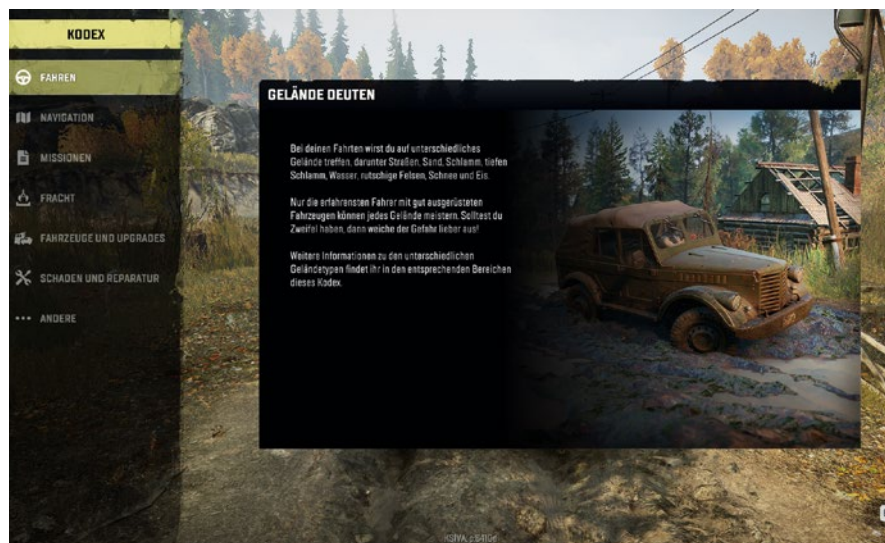 KODEX
FAHREN
NAVIGATION
MISSIONEN
FRACHT
FAHRZEUGE UND UPGRADES
SCHADEN UND REPARATUR
ANDERE
GELÄNDE DEUTEN
Bei deinen Fahrten wirst du auf unterschiedliches
Gelände treffen, darunter Straßen, Sand, Schlamm, tiefen
Schlamm, Wasser, rutschige Felsen, Schnee und Eis.
Nur die erfahrensten Fahrer mit gut ausgerüsteten
Fahrzeugen können jedes Gelände meistern. Solltest du
Zweifel haben, dann weiche der Gefahr lieber aus!
Weitere Informationen zu den unterschiedlichen
Geländetypen findet ihr in den entsprechenden Bereichen
dieses Kodex.